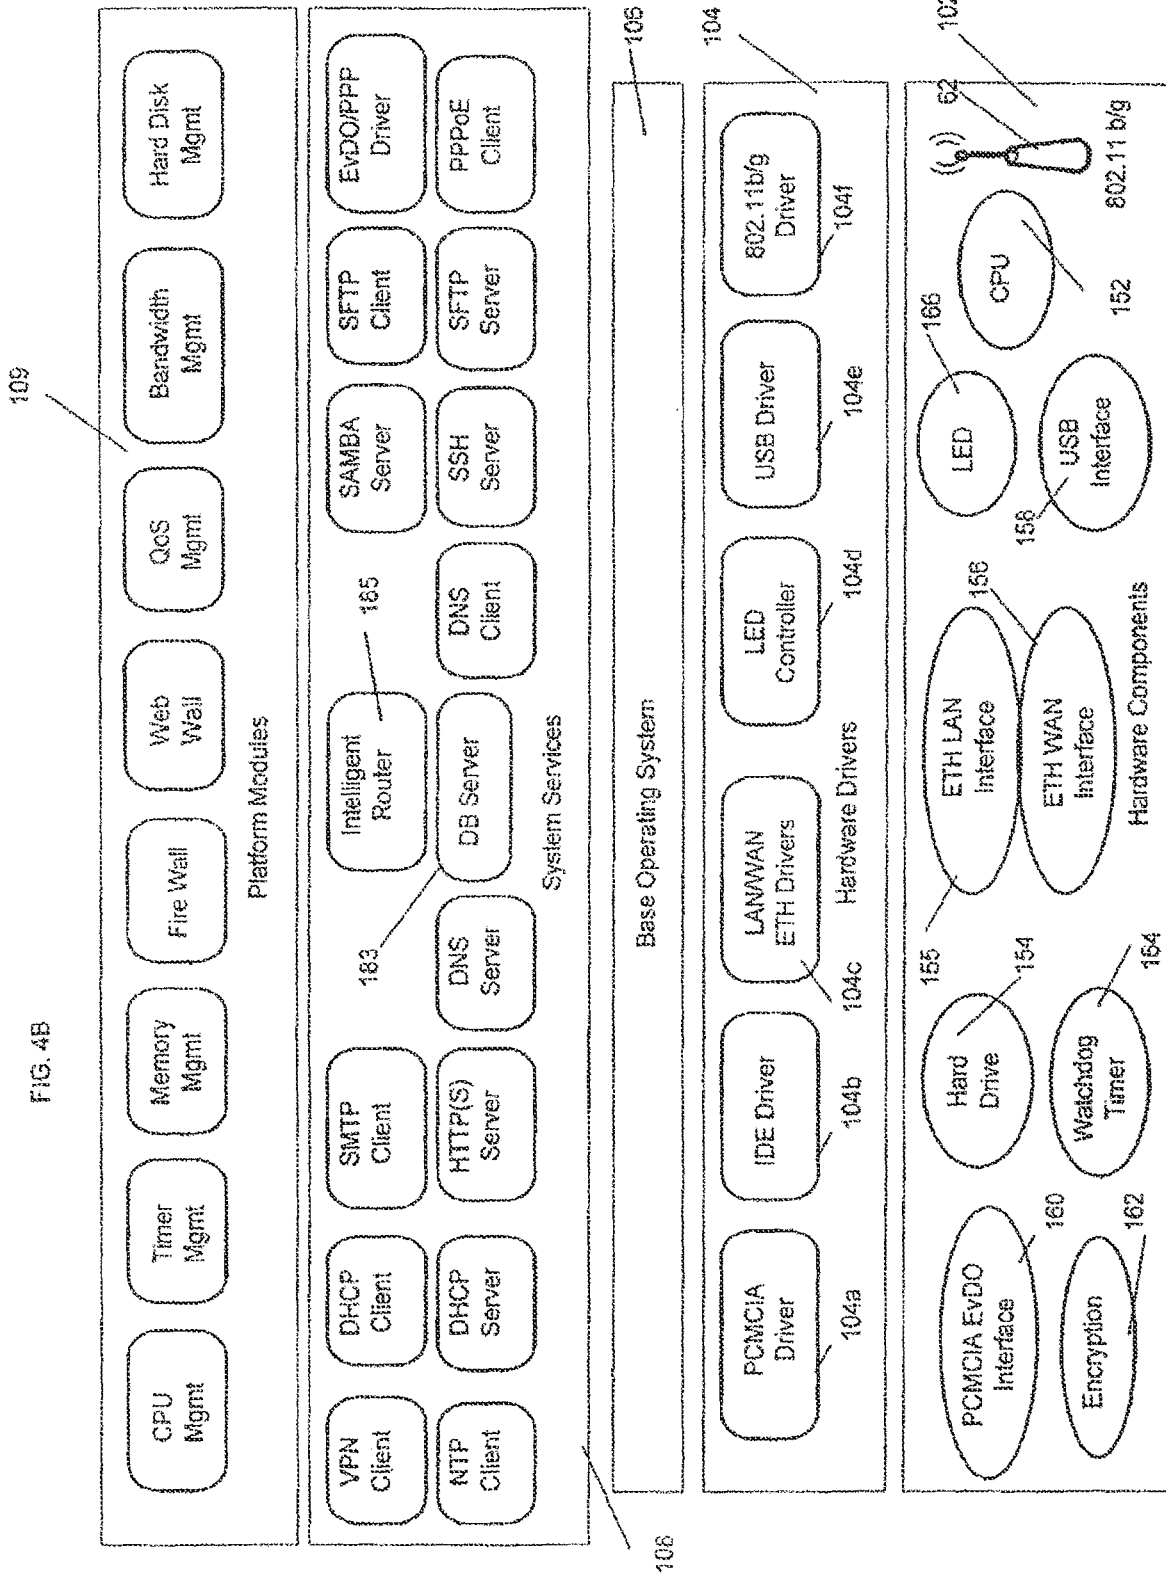 FIG. 4B
109
CPU
Mgmt
Timer
Mgmt
Memory
Mgmt
Fire Wall
Web
Wall
QoS
Mgmt
Bandwidth
Mgmt
Hard Disk
Mgmt
Platform Modules
VPN
Client
DHCP
Client
SMTP
Client
Intelligent
Router
165
SAMBA
Server
SFTP
Client
EvDO/PPP
Driver
NTP
Client
DHCP
Server
HTTP(S)
Server
DNS
Server
163
DB Server
DNS
Client
SSH
Server
SFTP
Server
PPPoE
Client
System Services
108
Base Operating System
106
PCMCIA
Driver
104a
IDE Driver
104b
LAN/WAN
ETH Drivers
104c
LED
Controller
104d
USB Driver
104e
802.11b/g
Driver
104f
Hardware Drivers
104
PCMCIA EvDO
Interface
160
Encryption
162
Hard
Drive
154
Watchdog
Timer
164
155
ETH LAN
Interface
ETH WAN
Interface
156
LED
166
158
USB
Interface
CPU
152
62
802.11 b/g
102
Hardware Components